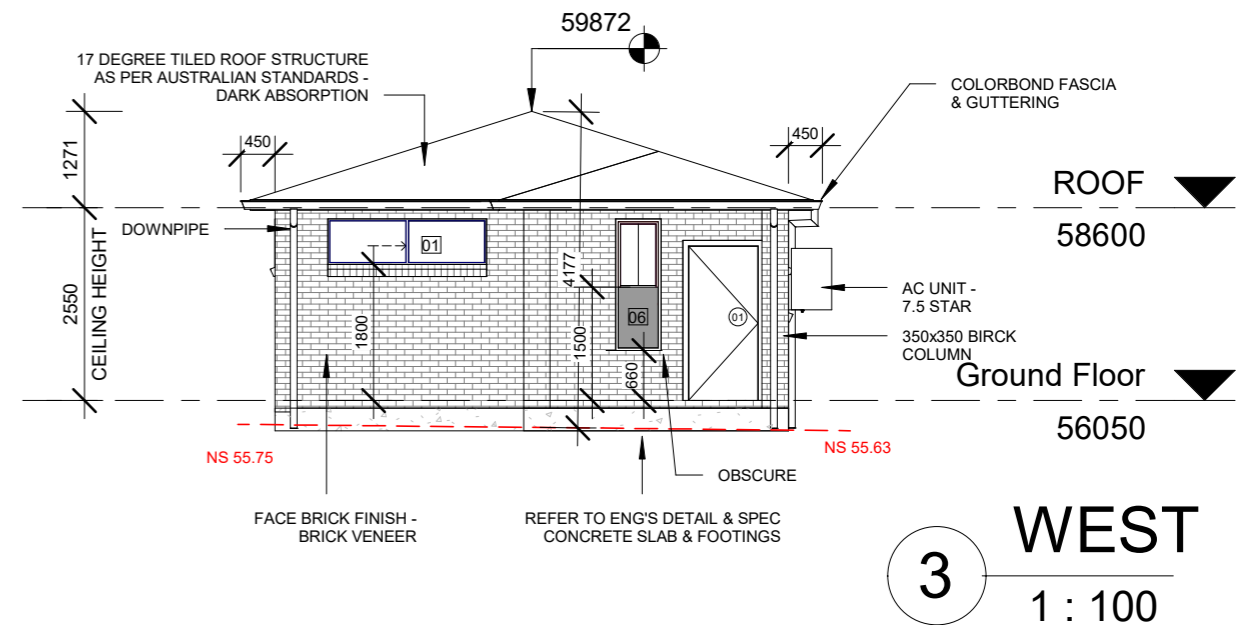 59872
17 DEGREE TILED ROOF STRUCTURE
AS PER AUSTRALIAN STANDARDS -
DARK ABSORPTION
COLORBOND FASCIA
& GUTTERING
450
450
1271
ROOF
58600
DOWNPIPE
01
2550
CEILING HEIGHT
1800
4177
1500
06
660
01
AC UNIT -
7.5 STAR
350x350 BIRCK
COLUMN
Ground Floor
56050
NS 55.75
NS 55.63
OBSCURE
FACE BRICK FINISH -
BRICK VENEER
REFER TO ENG'S DETAIL & SPEC
CONCRETE SLAB & FOOTINGS
3
WEST
1 : 100